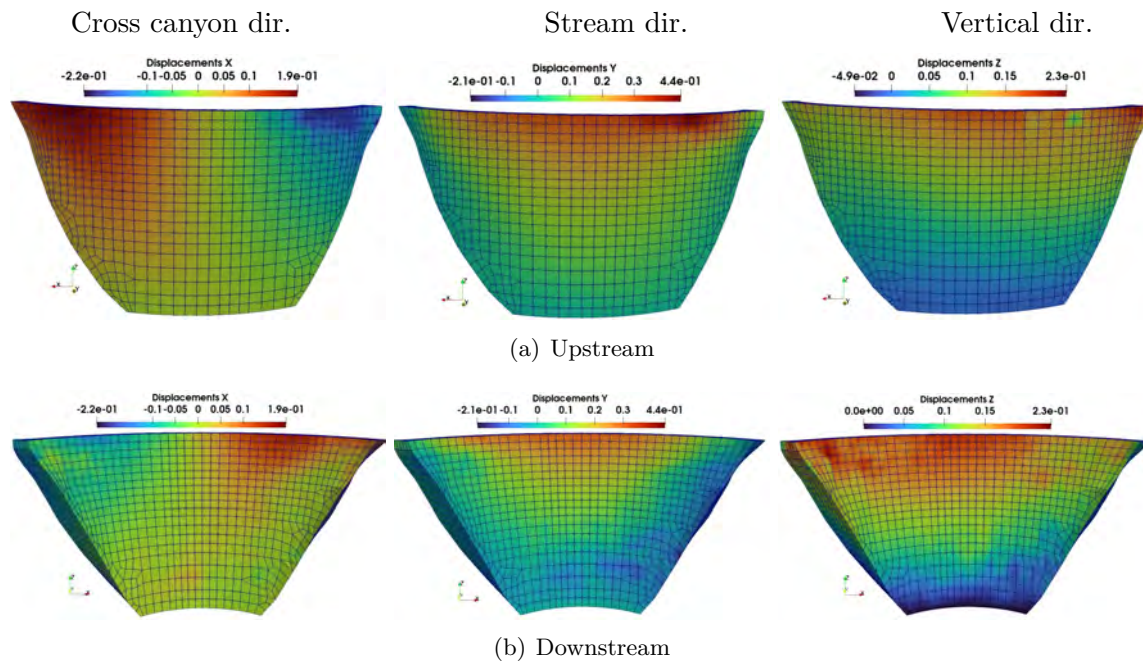 Cross canyon dir. Stream dir. Vertical dir.
Displacements X
-2.2e-01 -0.1 -0.05 0 0.05 0.1 1.9e-01
Displacements Y
-2.1e-01 0 0.1 0.2 0.3 4.4e-01
Displacements Z
-4.9e-02 0 0.05 0.1 0.15 2.3e-01
(a) Upstream
Displacements X
-2.2e-01 -0.1 -0.05 0 0.05 0.1 1.9e-01
Displacements Y
-2.1e-01 -0.1 0 0.1 0.2 0.3 4.4e-01
Displacements Z
0.0e+00 0.05 0.1 0.15 2.3e-01
(b) Downstream